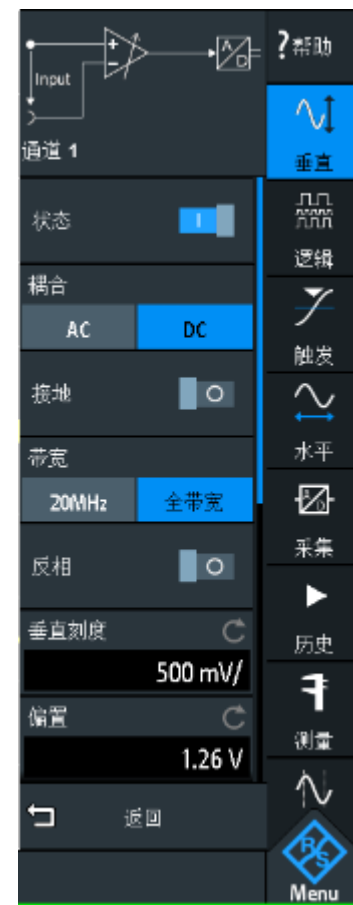 Input
A
D
通道 1
状态
I
耦合
AC
DC
接地
O
带宽
20MHz
全带宽
反相
O
垂直刻度
500 mV/
偏置
1.26 V
返回
?帮助
垂直
逻辑
触发
水平
A
D
采集
历史
测量
R&S
Menu